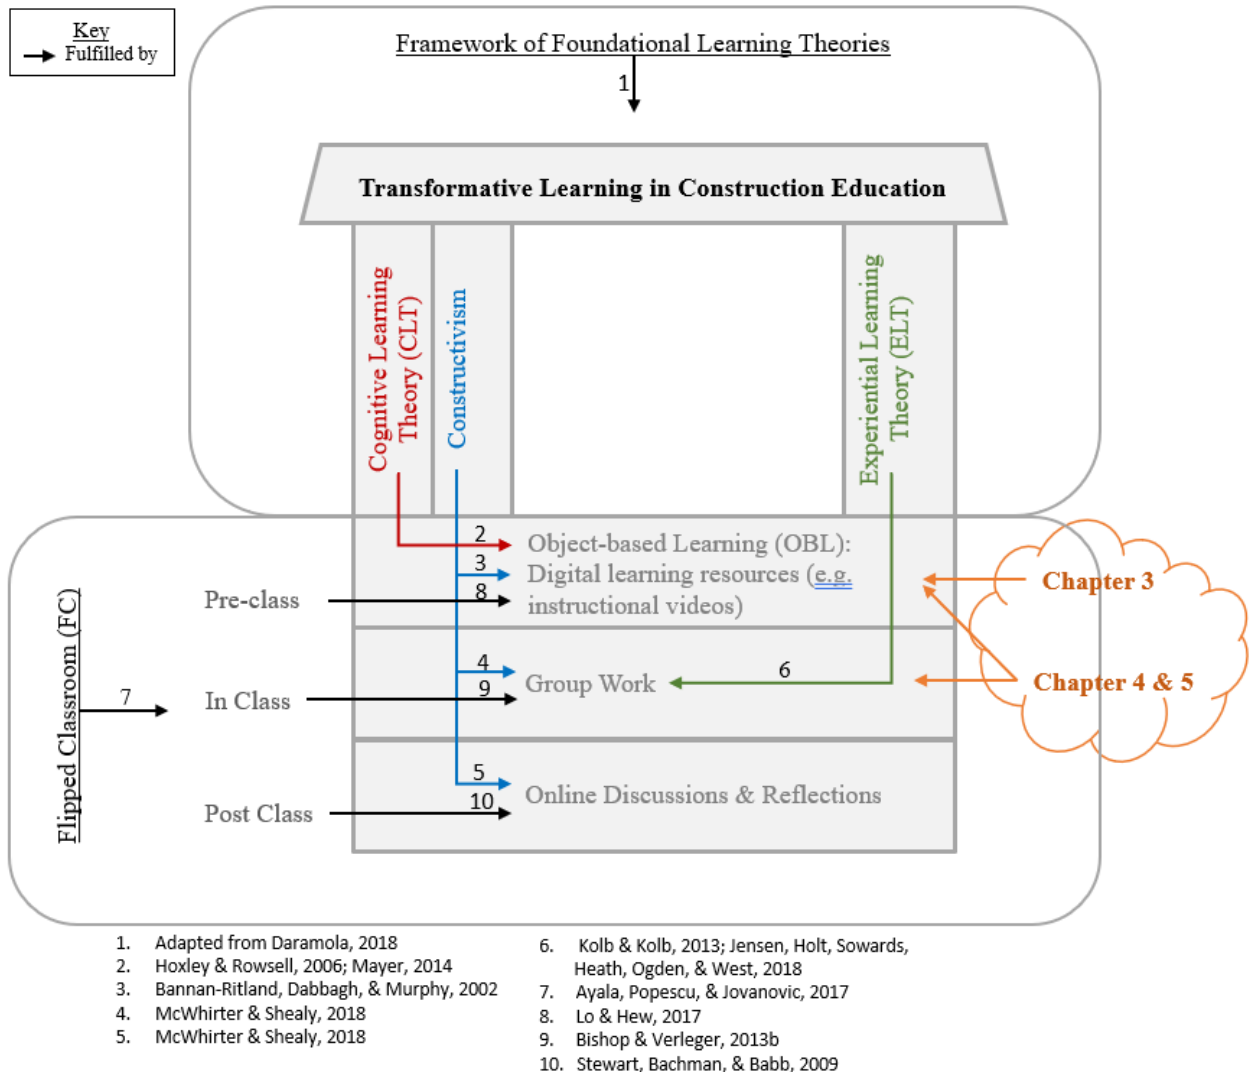 Key
Fulfilled by
Framework of Foundational Learning Theories
1
Transformative Learning in Construction Education
Cognitive Learning
Theory (CLT)
Constructivism
Experiential Learning
Theory (ELT)
2
Object-based Learning (OBL):
3
Digital learning resources (e.g.
8
instructional videos)
Pre-class
Chapter 3
4
Group Work
6
9
In Class
Chapter 4 & 5
Flipped Classroom (FC)
7
5
Online Discussions & Reflections
10
Post Class
1. Adapted from Daramola, 2018
2. Hoxley & Rowsell, 2006; Mayer, 2014
3. Bannan-Ritland, Dabbagh, & Murphy, 2002
4. McWhirter & Shealy, 2018
5. McWhirter & Shealy, 2018
6. Kolb & Kolb, 2013; Jensen, Holt, Sowards,
Heath, Ogden, & West, 2018
7. Ayala, Popescu, & Jovanovic, 2017
8. Lo & Hew, 2017
9. Bishop & Verleger, 2013b
10. Stewart, Bachman, & Babb, 2009